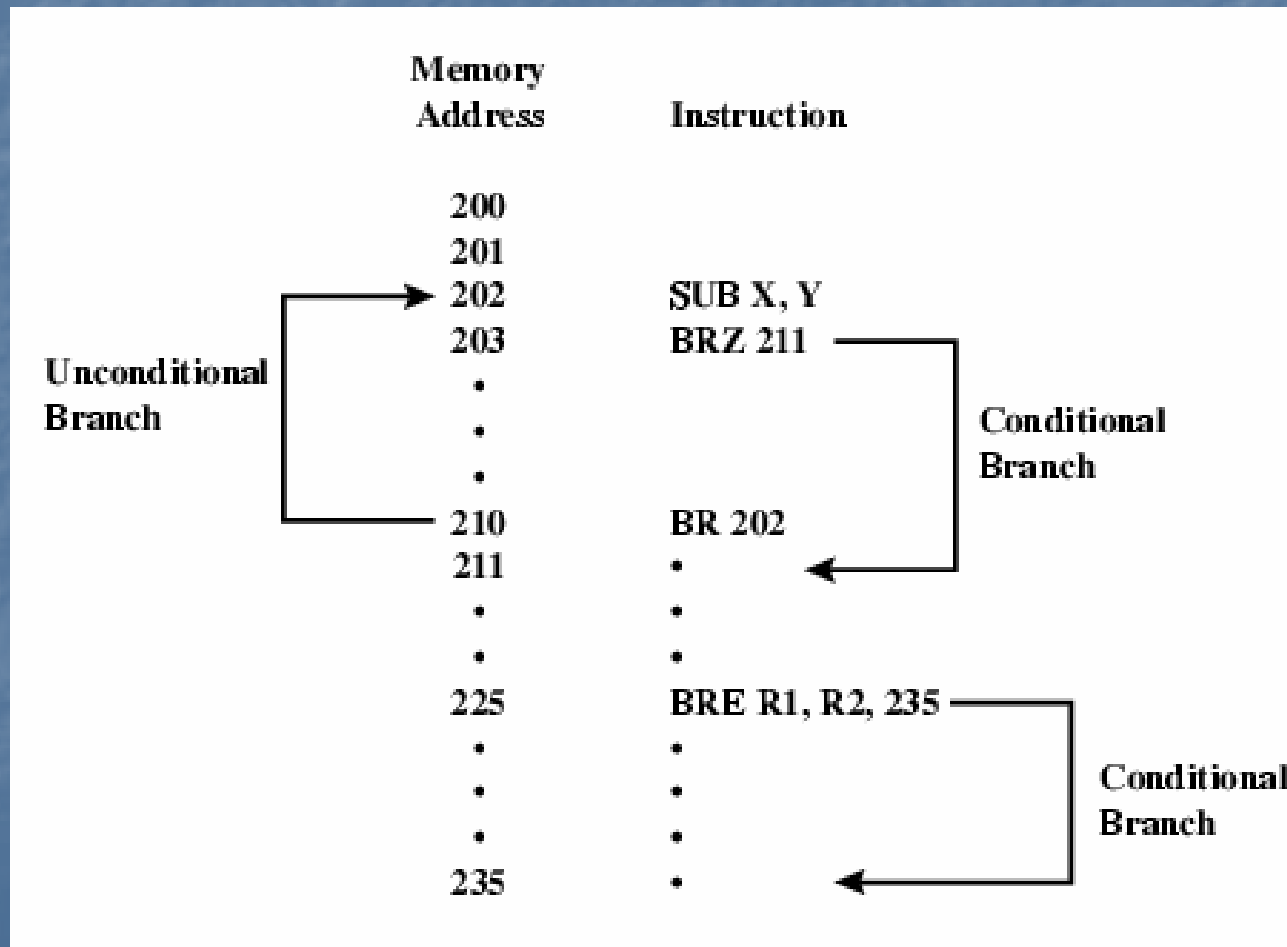 Memory
Address Instruction
200
201
202 SUB X, Y
203 BRZ 211
Unconditional
Branch
•
•
•
Conditional
Branch
210 BR 202
211 •
• •
• •
225 BRE R1, R2, 235
• •
• •
• •
Conditional
Branch
235 •